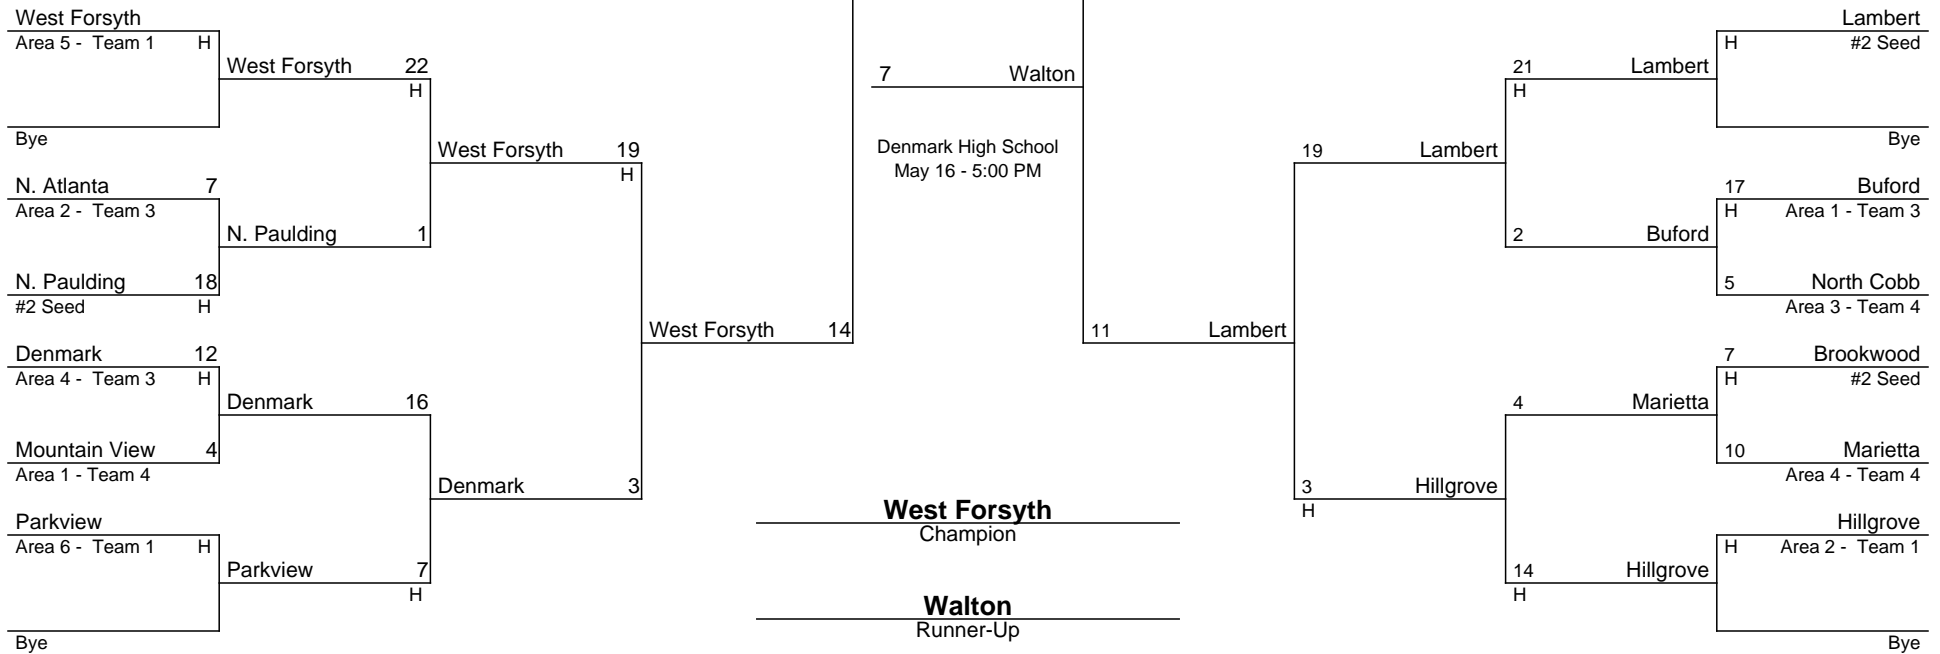 West Forsyth
Area 5 - Team 1 H
West Forsyth 22
H
Bye
West Forsyth 19
H
N. Atlanta 7
Area 2 - Team 3
N. Paulding 1
N. Paulding 18
#2 Seed H
West Forsyth 14
Denmark 12
Area 4 - Team 3 H
Denmark 16
Mountain View 4
Area 1 - Team 4
Denmark 3
Parkview
Area 6 - Team 1 H
Parkview 7
H
Bye
7 Walton
Denmark High School
May 16 - 5:00 PM
West Forsyth
Champion
Walton
Runner-Up
Lambert
H #2 Seed
21 Lambert
H
Bye
19 Lambert
17 Buford
H Area 1 - Team 3
2 Buford
5 North Cobb
Area 3 - Team 4
11 Lambert
7 Brookwood
H #2 Seed
4 Marietta
10 Marietta
Area 4 - Team 4
3 Hillgrove
H
Hillgrove
H Area 2 - Team 1
14 Hillgrove
H
Bye